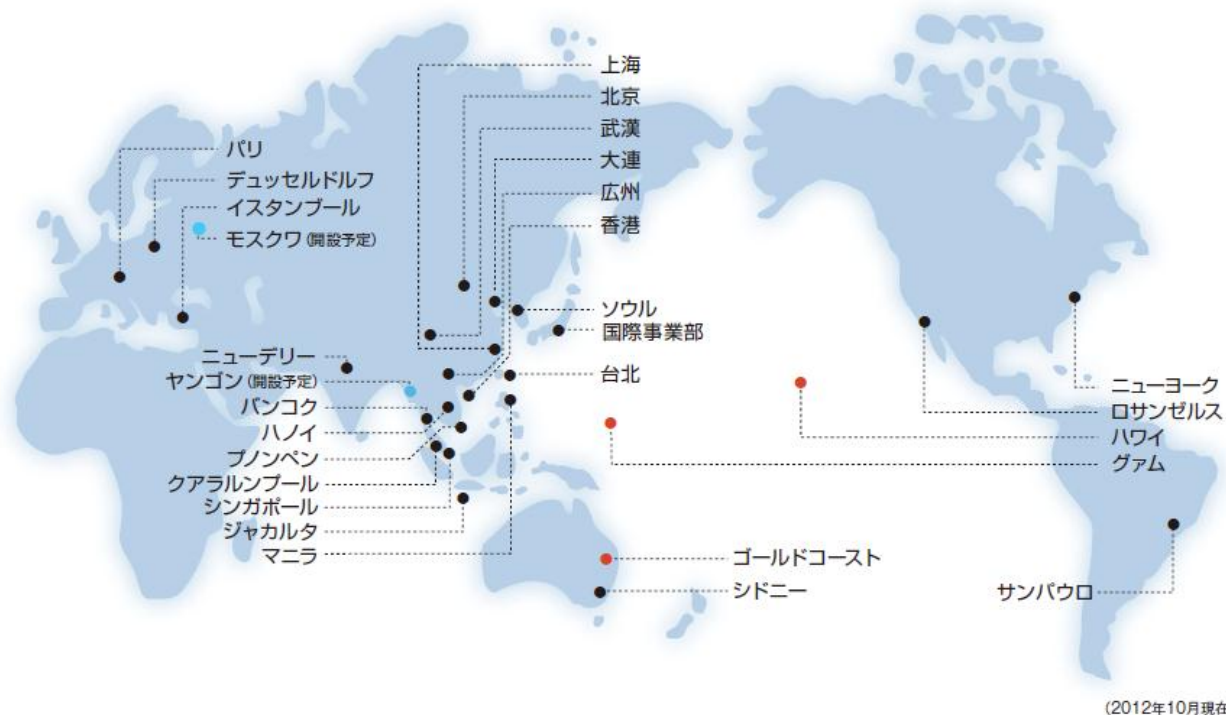 上海
北京
武漢
大連
広州
香港
パリ
デュッセルドルフ
イスタンブール
モスクワ(開設予定)
ソウル
国際事業部
台北
ニューデリー
ヤンゴン(開設予定)
バンコク
ハノイ
プノンペン
クアラルンプール
シンガポール
ジャカルタ
マニラ
ニューヨーク
ロサンゼルス
ハワイ
グァム
ゴールドコースト
シドニー
サンパウロ
(2012年10月現在